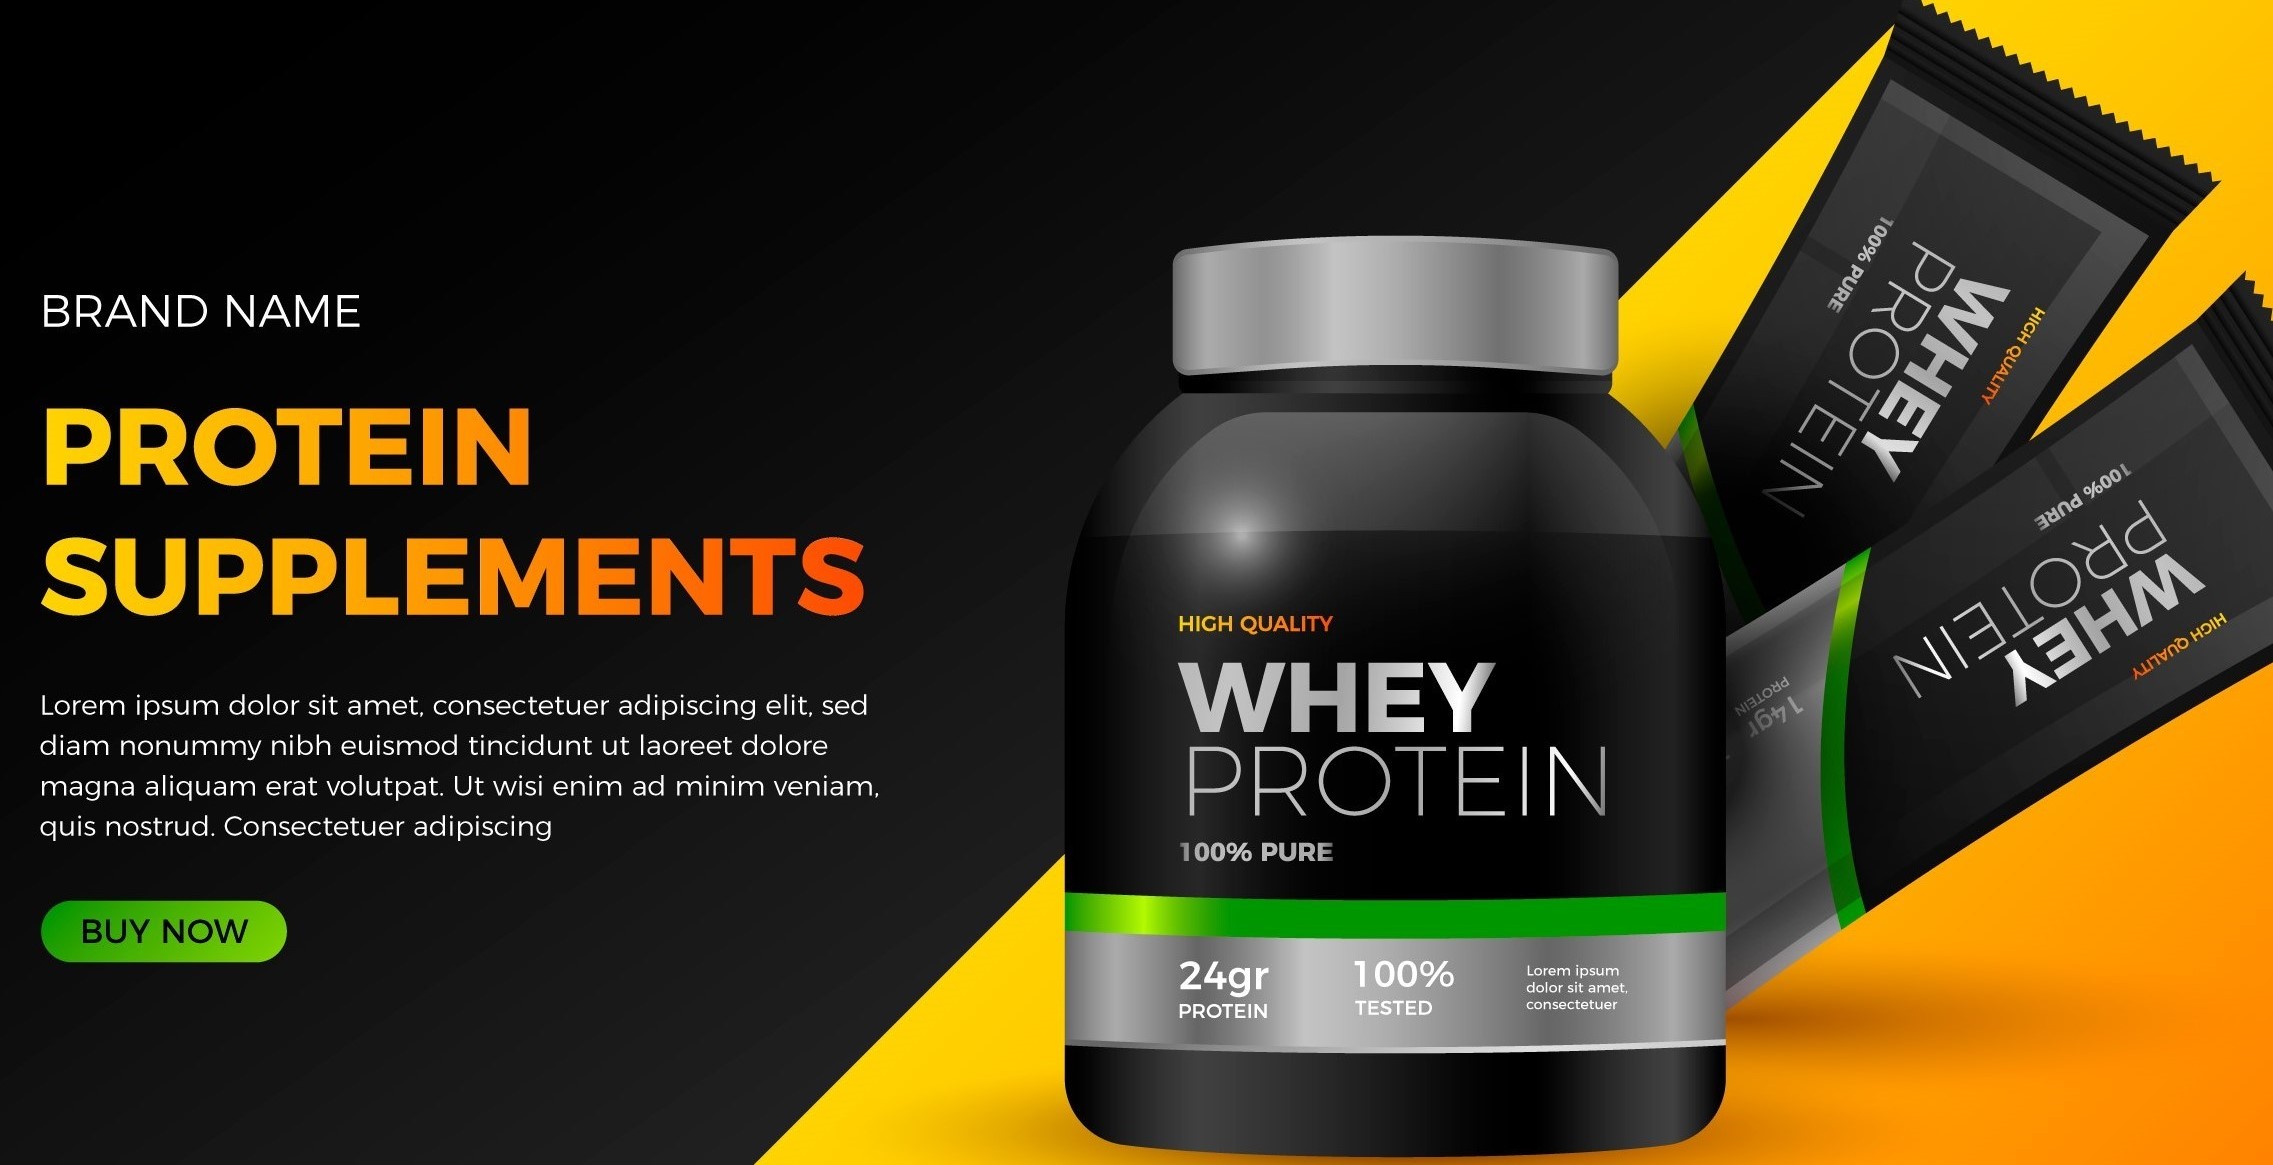 BRAND NAME
PROTEIN
SUPPLEMENTS
Lorem ipsum dolor sit amet, consectetuer adipiscing elit, sed
diam nonummy nibh euismod tincidunt ut laoreet dolore
magna aliquam erat volutpat. Ut wisi enim ad minim veniam,
quis nostrud. Consectetuer adipiscing
BUY NOW
HIGH QUALITY
WHEY
PROTEIN
100% PURE
24gr
PROTEIN
100%
TESTED
Lorem ipsum
dolor sit amet,
consectetuer
HIGH QUALITY
WHEY
PROTEIN
100% PURE
HIGH QUALITY
WHEY
PROTEIN
100% PURE
14gr
PROTEIN